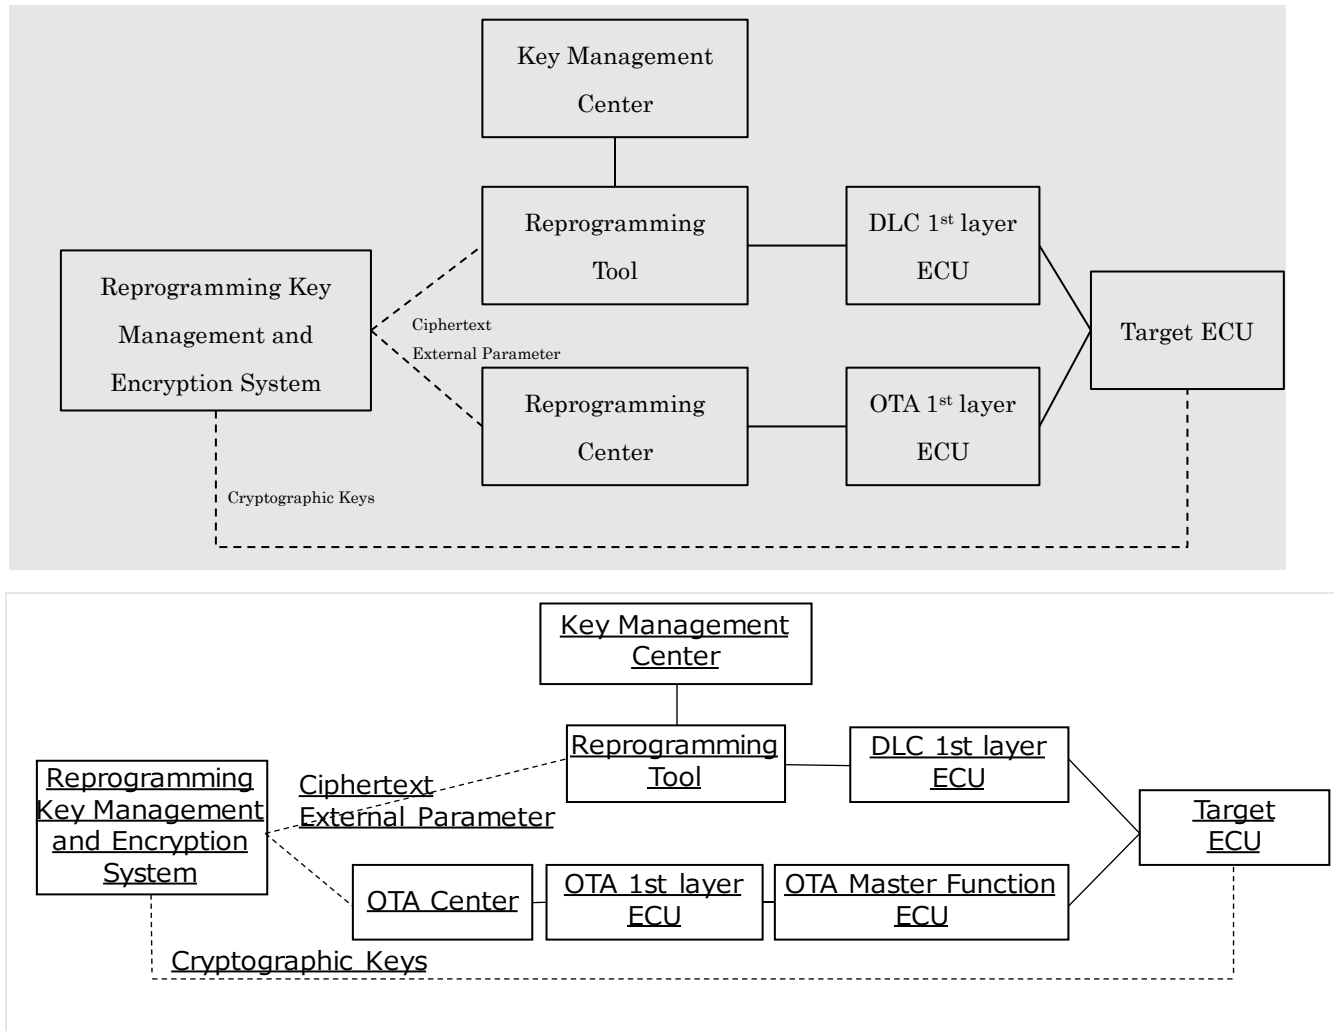 Key Management
Center
Reprogramming
Tool
DLC 1st layer
ECU
Reprogramming Key
Management and
Encryption System
Ciphertext
External Parameter
Target ECU
Reprogramming
Center
OTA 1st layer
ECU
Cryptographic Keys
Key Management
Center
Reprogramming
Tool
DLC 1st layer
ECU
Reprogramming
Key Management
and Encryption
System
Ciphertext
External Parameter
Target
ECU
OTA Center
OTA 1st layer
ECU
OTA Master Function
ECU
Cryptographic Keys